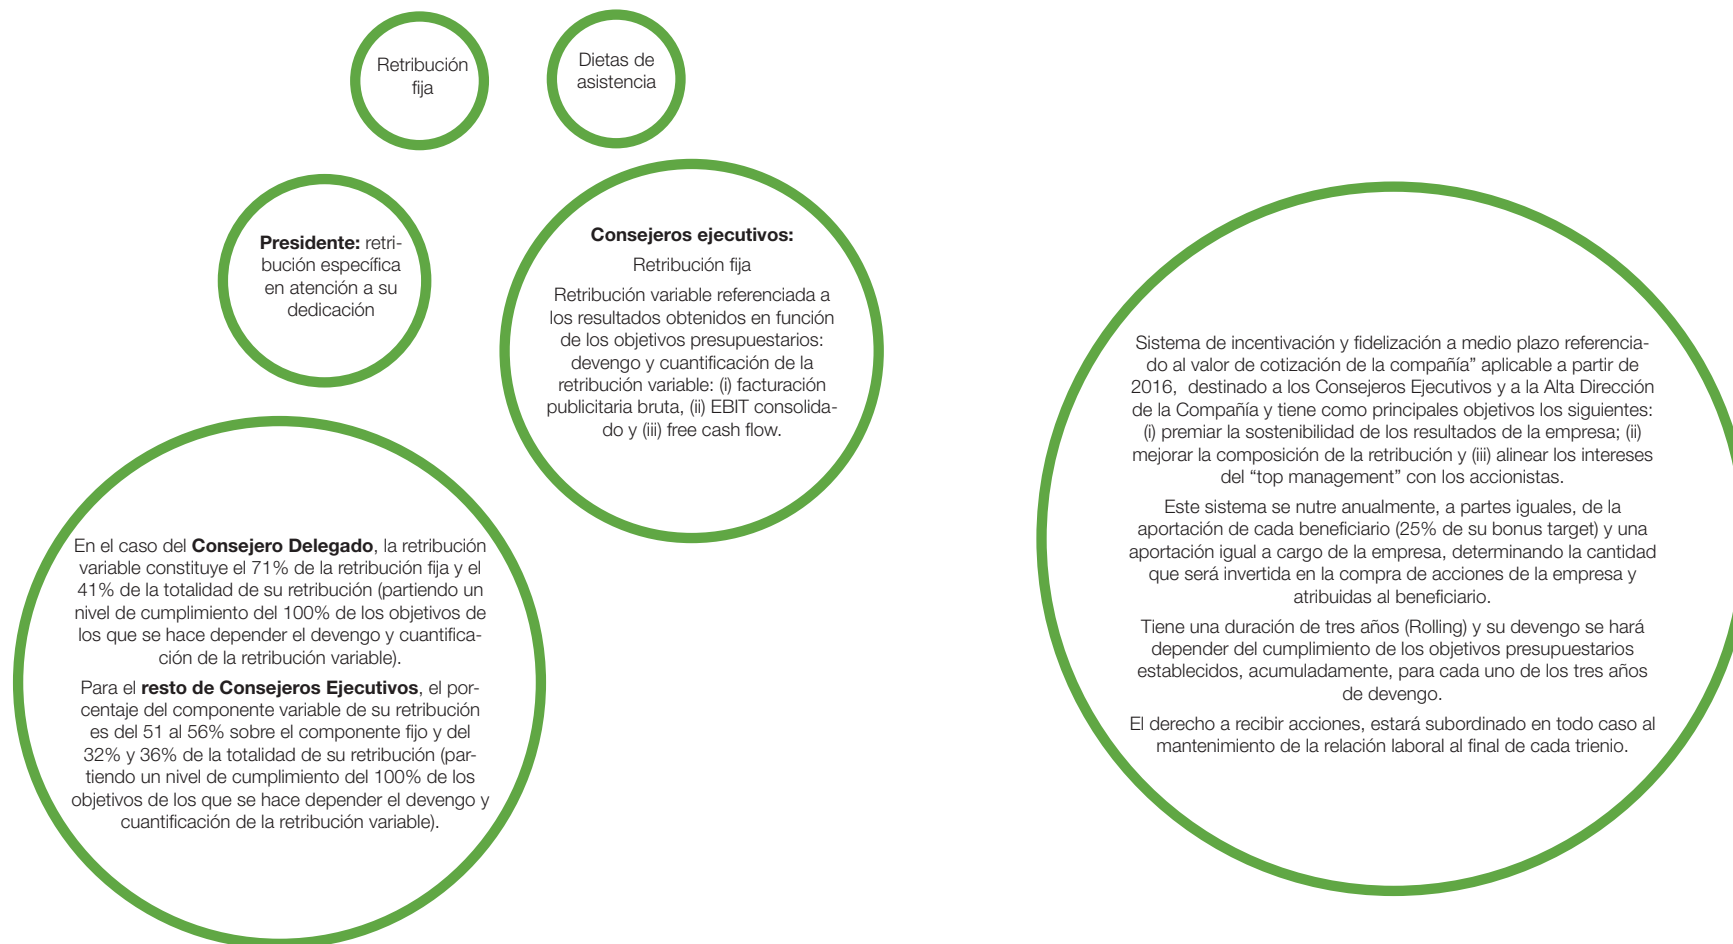 Retribución
fija
Dietas de
asistencia
Presidente: retri-
bución específica
en atención a su
dedicación
Consejeros ejecutivos:
Retribución fija
Retribución variable referenciada a
los resultados obtenidos en función
de los objetivos presupuestarios:
devengo y cuantificación de la
retribución variable: (i) facturación
publicitaria bruta, (ii) EBIT consolida-
do y (iii) free cash flow.
En el caso del Consejero Delegado, la retribución
variable constituye el 71% de la retribución fija y el
41% de la totalidad de su retribución (partiendo un
nivel de cumplimiento del 100% de los objetivos de
los que se hace depender el devengo y cuantifica-
ción de la retribución variable).
Para el resto de Consejeros Ejecutivos, el por-
centaje del componente variable de su retribución
es del 51 al 56% sobre el componente fijo y del
32% y 36% de la totalidad de su retribución (par-
tiendo un nivel de cumplimiento del 100% de los
objetivos de los que se hace depender el devengo y
cuantificación de la retribución variable).
Sistema de incentivación y fidelización a medio plazo referencia-
do al valor de cotización de la compañía” aplicable a partir de
2016, destinado a los Consejeros Ejecutivos y a la Alta Dirección
de la Compañía y tiene como principales objetivos los siguientes:
(i) premiar la sostenibilidad de los resultados de la empresa; (ii)
mejorar la composición de la retribución y (iii) alinear los intereses
del “top management” con los accionistas.
Este sistema se nutre anualmente, a partes iguales, de la
aportación de cada beneficiario (25% de su bonus target) y una
aportación igual a cargo de la empresa, determinando la cantidad
que será invertida en la compra de acciones de la empresa y
atribuidas al beneficiario.
Tiene una duración de tres años (Rolling) y su devengo se hará
depender del cumplimiento de los objetivos presupuestarios
establecidos, acumuladamente, para cada uno de los tres años
de devengo.
El derecho a recibir acciones, estará subordinado en todo caso al
mantenimiento de la relación laboral al final de cada trienio.